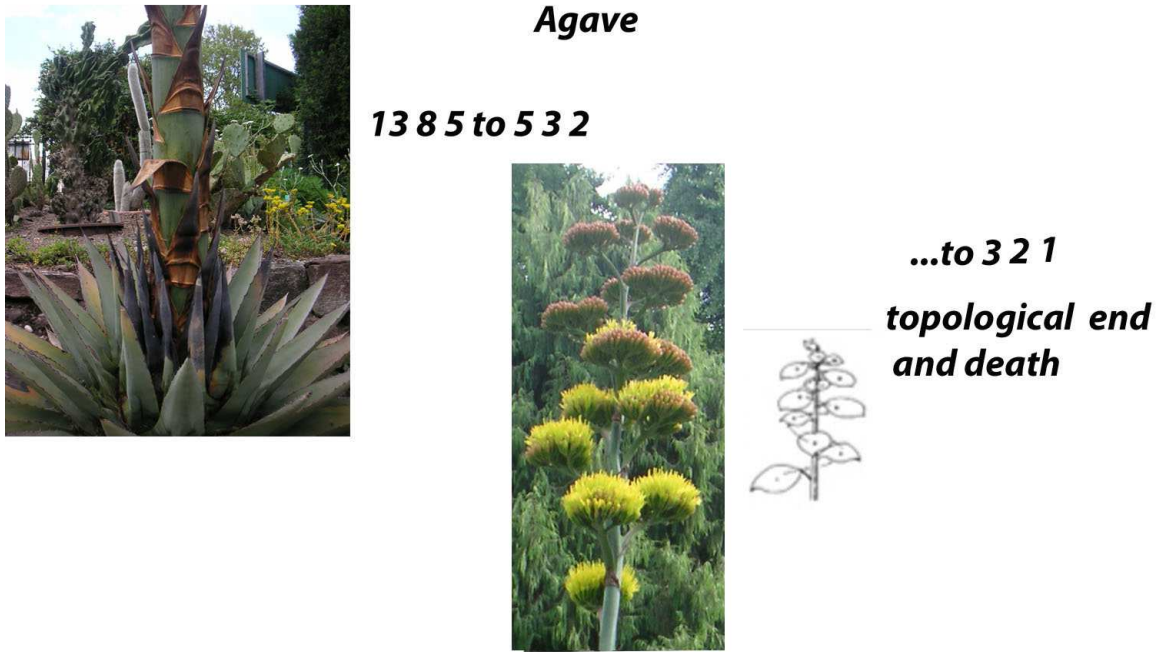 Agave
13 8 5 to 5 3 2
...to 3 2 1
topological end
and death